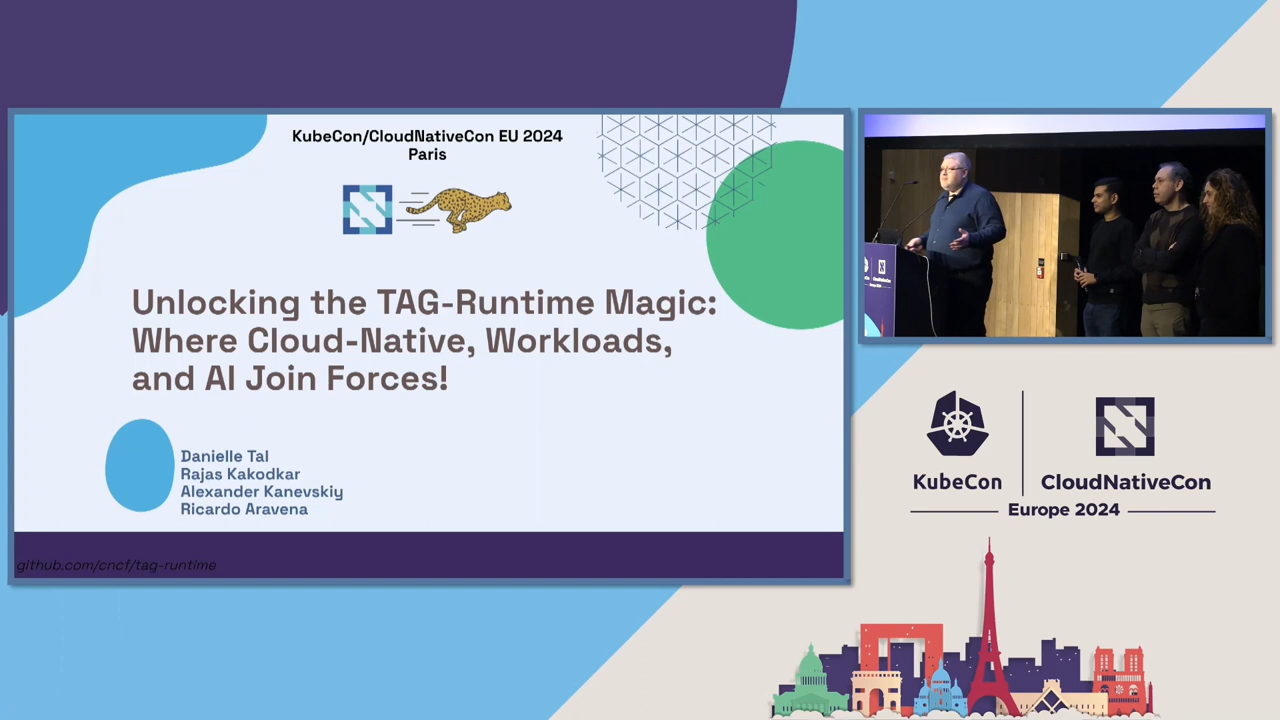 KubeCon/CloudNativeCon EU 2024
Paris
Unlocking the TAG-Runtime Magic:
Where Cloud-Native, Workloads,
and AI Join Forces!
Danielle Tal
Rajas Kakodkar
Alexander Kanevskiy
Ricardo Aravena
github.com/cncf/tag-runtime
KubeCon
CloudNativeCon
Europe 2024